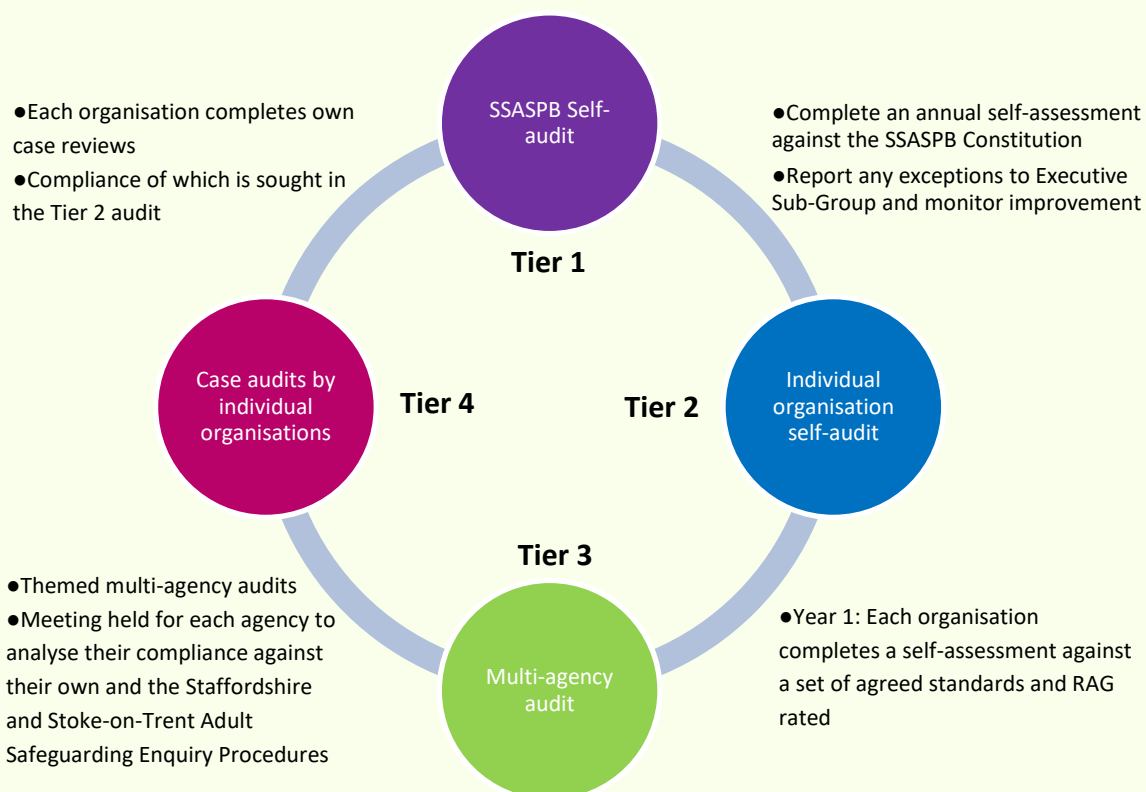 SSASPB Self-
audit
Tier 1
●Complete an annual self-assessment
against the SSASPB Constitution
●Report any exceptions to Executive
Sub-Group and monitor improvement
Individual
organisation
self-audit
Tier 2
●Year 1: Each organisation
completes a self-assessment against
a set of agreed standards and RAG
rated
Tier 3
Multi-agency
audit
●Themed multi-agency audits
●Meeting held for each agency to
analyse their compliance against
their own and the Staffordshire
and Stoke-on-Trent Adult
Safeguarding Enquiry Procedures
Case audits by
individual
organisations
Tier 4
●Each organisation completes own
case reviews
●Compliance of which is sought in
the Tier 2 audit